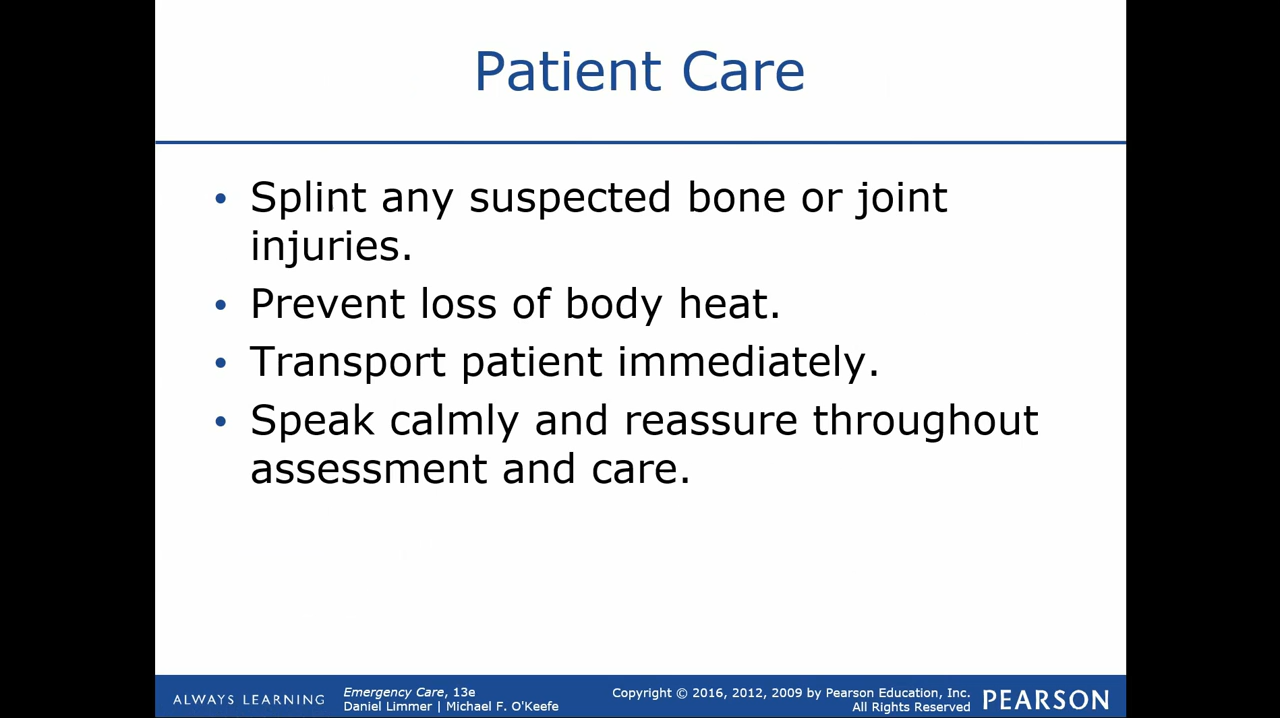 Patient Care
• Splint any suspected bone or joint
injuries.
• Prevent loss of body heat.
• Transport patient immediately.
• Speak calmly and reassure throughout
assessment and care.
ALWAYS LEARNING
Emergency Care, 13e
Daniel Limmer | Michael F. O'Keefe
Copyright © 2016, 2012, 2009 by Pearson Education, Inc.
All Rights Reserved
PEARSON